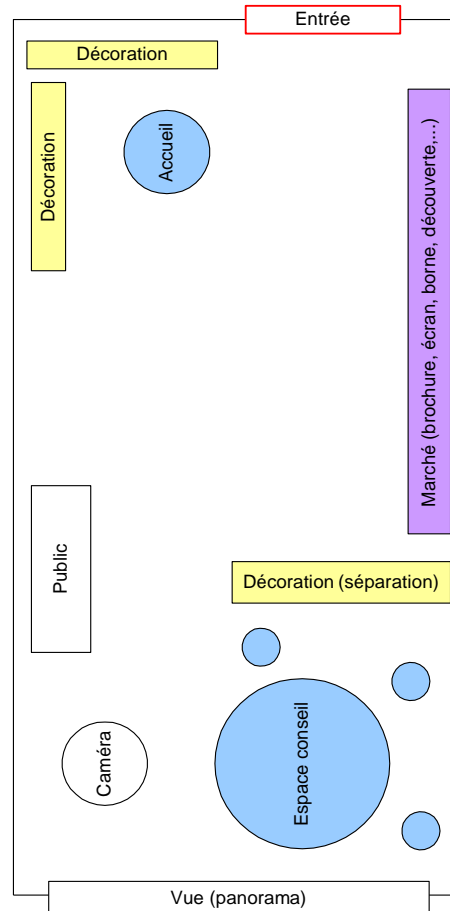 Entrée
Décoration
Décoration
Accueil
Marché (brochure, écran, borne, découverte,...)
Public
Décoration (séparation)
Caméra
Espace conseil
Vue (panorama)